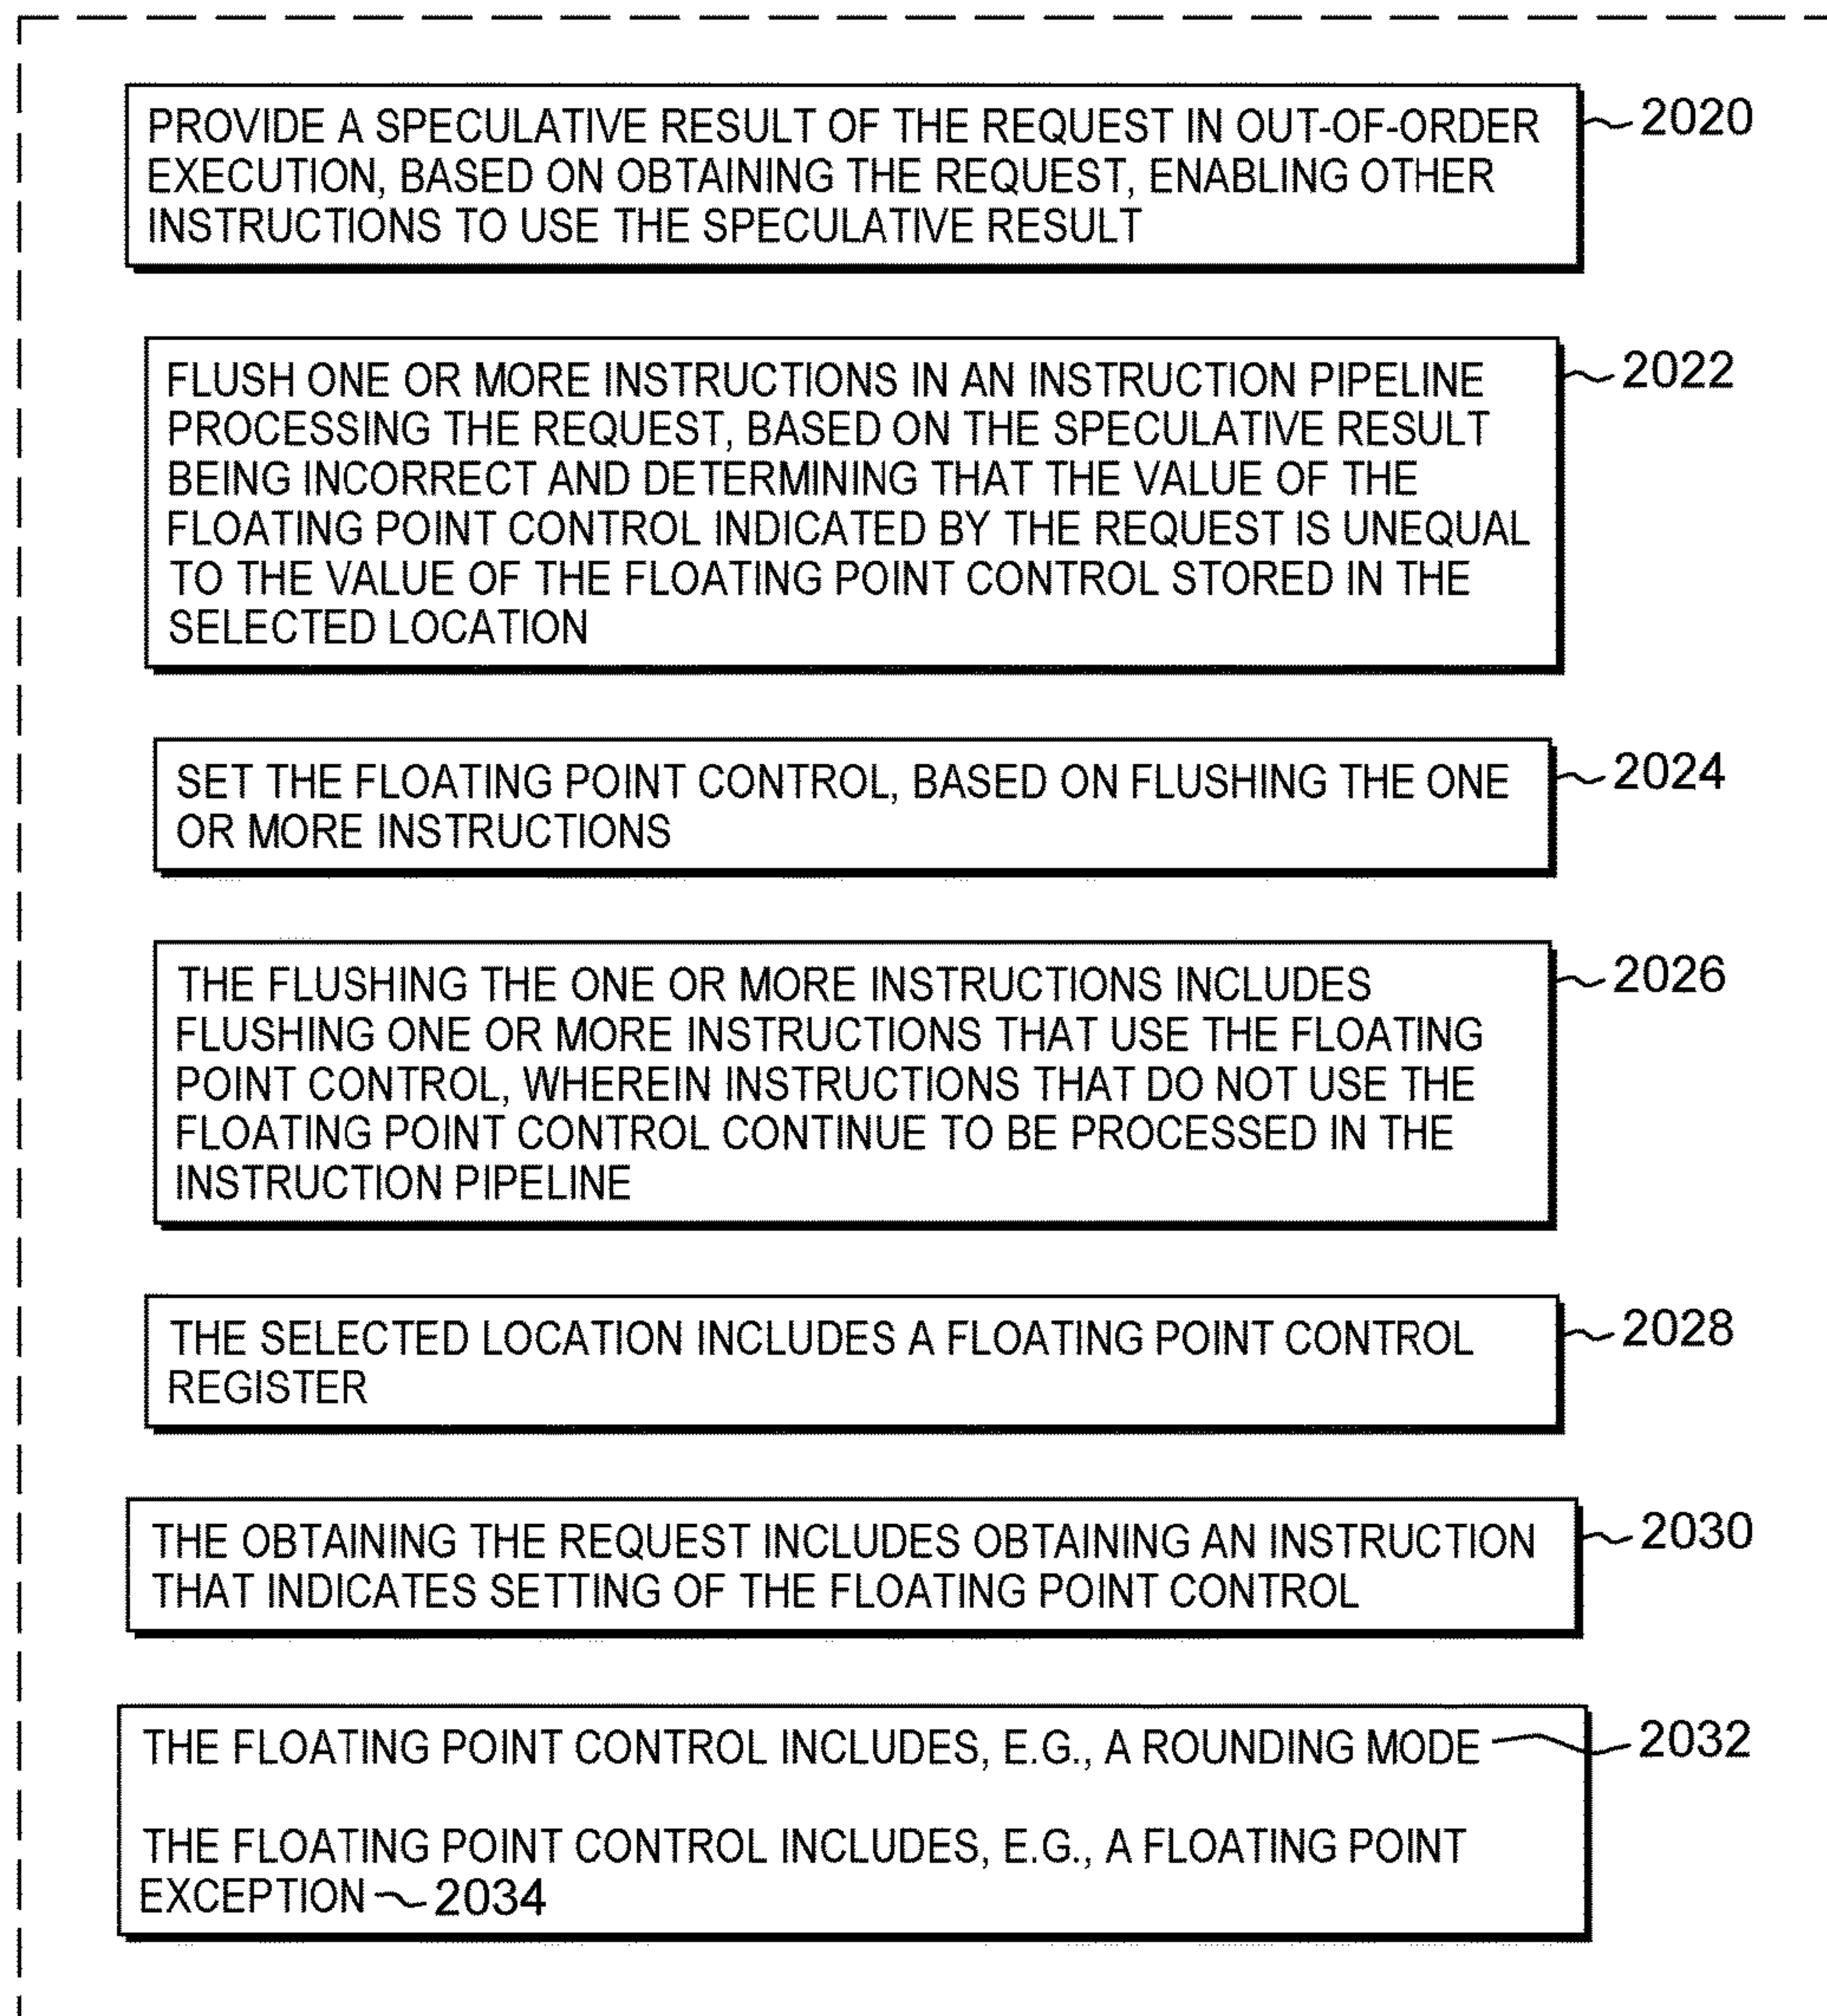 PROVIDE A SPECULATIVE RESULT OF THE REQUEST IN OUT-OF-ORDER
EXECUTION, BASED ON OBTAINING THE REQUEST, ENABLING OTHER
INSTRUCTIONS TO USE THE SPECULATIVE RESULT
2020
FLUSH ONE OR MORE INSTRUCTIONS IN AN INSTRUCTION PIPELINE
PROCESSING THE REQUEST, BASED ON THE SPECULATIVE RESULT
BEING INCORRECT AND DETERMINING THAT THE VALUE OF THE
FLOATING POINT CONTROL INDICATED BY THE REQUEST IS UNEQUAL
TO THE VALUE OF THE FLOATING POINT CONTROL STORED IN THE
SELECTED LOCATION
2022
SET THE FLOATING POINT CONTROL, BASED ON FLUSHING THE ONE
OR MORE INSTRUCTIONS
2024
THE FLUSHING THE ONE OR MORE INSTRUCTIONS INCLUDES
FLUSHING ONE OR MORE INSTRUCTIONS THAT USE THE FLOATING
POINT CONTROL, WHEREIN INSTRUCTIONS THAT DO NOT USE THE
FLOATING POINT CONTROL CONTINUE TO BE PROCESSED IN THE
INSTRUCTION PIPELINE
2026
THE SELECTED LOCATION INCLUDES A FLOATING POINT CONTROL
REGISTER
2028
THE OBTAINING THE REQUEST INCLUDES OBTAINING AN INSTRUCTION
THAT INDICATES SETTING OF THE FLOATING POINT CONTROL
2030
THE FLOATING POINT CONTROL INCLUDES, E.G., A ROUNDING MODE
2032
THE FLOATING POINT CONTROL INCLUDES, E.G., A FLOATING POINT
EXCEPTION 2034